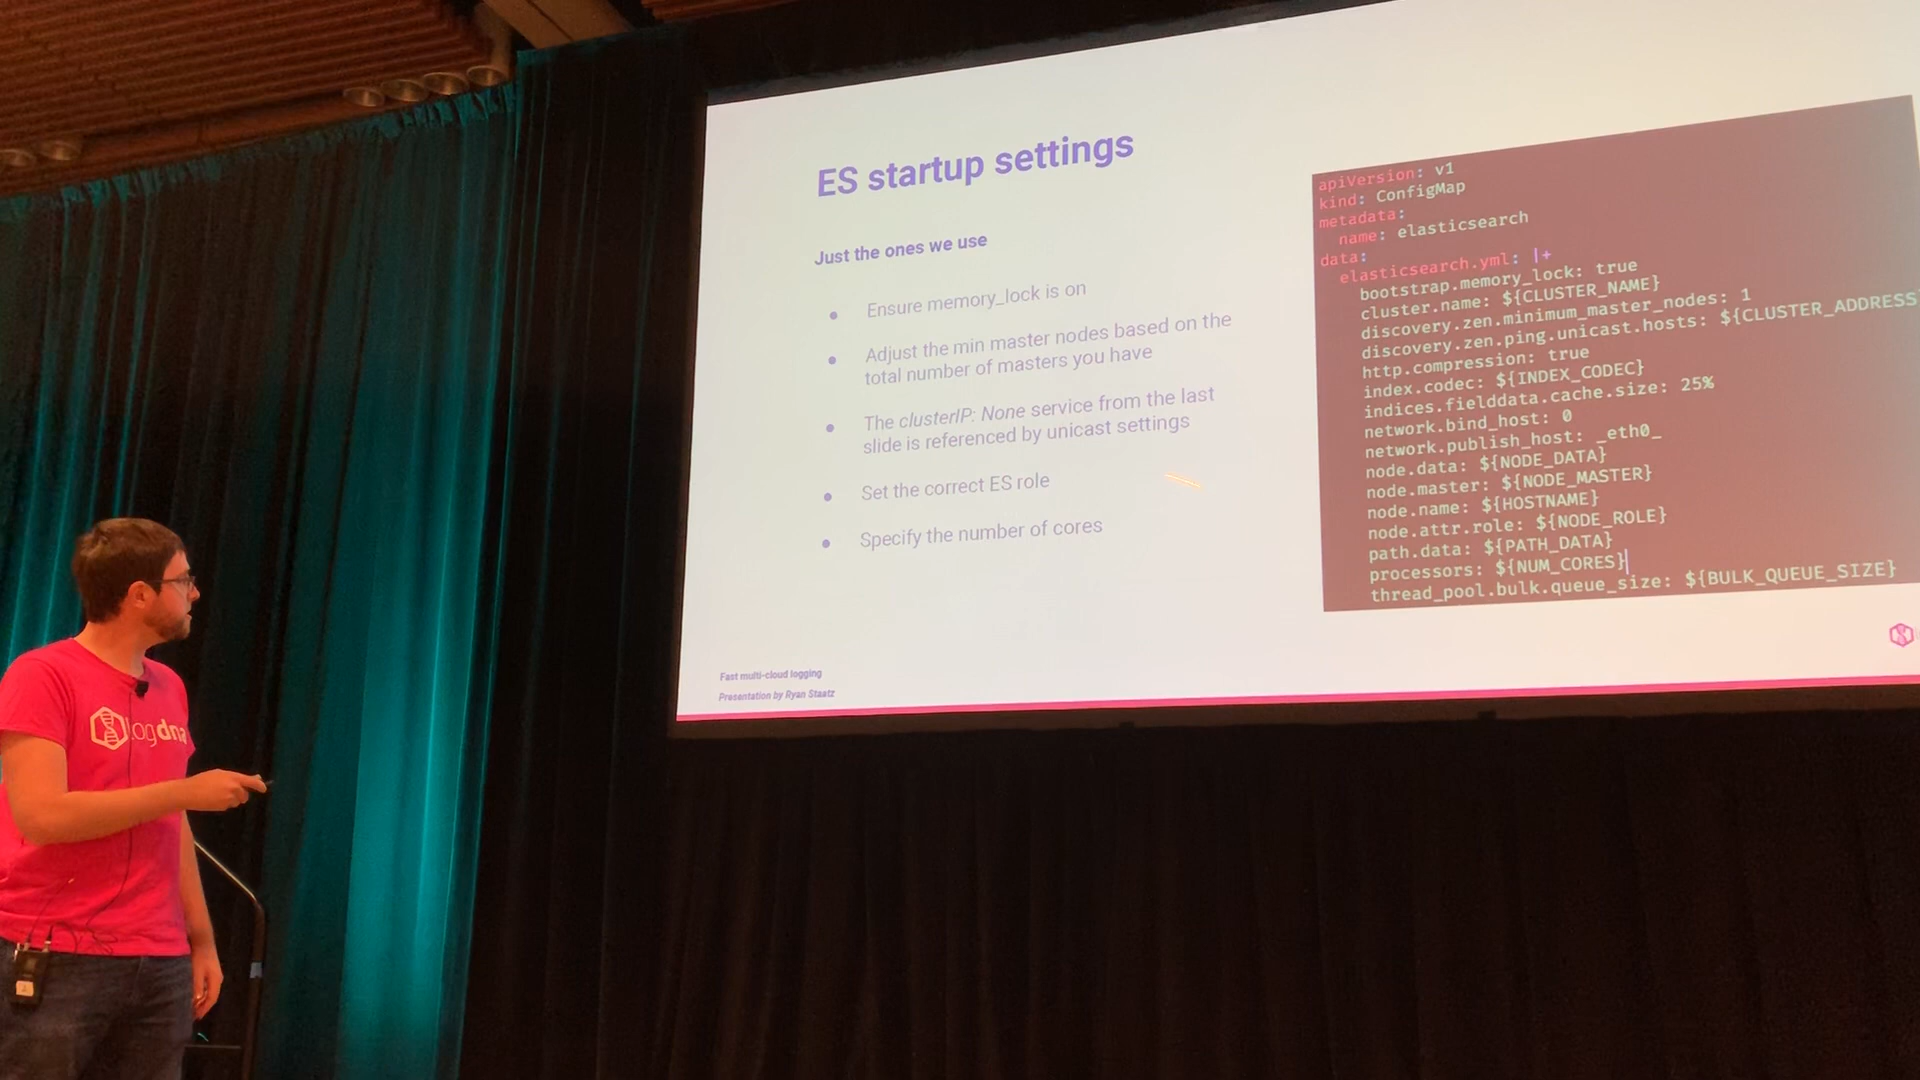 ES startup settings
Just the ones we use
● Ensure memory_lock is on
● Adjust the min master nodes based on the
total number of masters you have
● The clusterIP: None service from the last
slide is referenced by unicast settings
● Set the correct ES role
● Specify the number of cores
apiVersion: v1
kind: ConfigMap
metadata:
name: elasticsearch
data:
elasticsearch.yml: |+
bootstrap.memory_lock: true
cluster.name: ${CLUSTER_NAME}
discovery.zen.minimum_master_nodes: 1
discovery.zen.ping.unicast.hosts: ${CLUSTER_ADDRESS
http.compression: true
index.codec: ${INDEX_CODEC}
indices.fielddata.cache.size: 25%
network.bind_host: 0
network.publish_host: _eth0_
node.data: ${NODE_DATA}
node.master: ${NODE_MASTER}
node.name: ${HOSTNAME}
node.attr.role: ${NODE_ROLE}
path.data: ${PATH_DATA}
processors: ${NUM_CORES}
thread_pool.bulk.queue_size: ${BULK_QUEUE_SIZE}
Fast multi-cloud logging
Presentation by Ryan Staatz
logdna